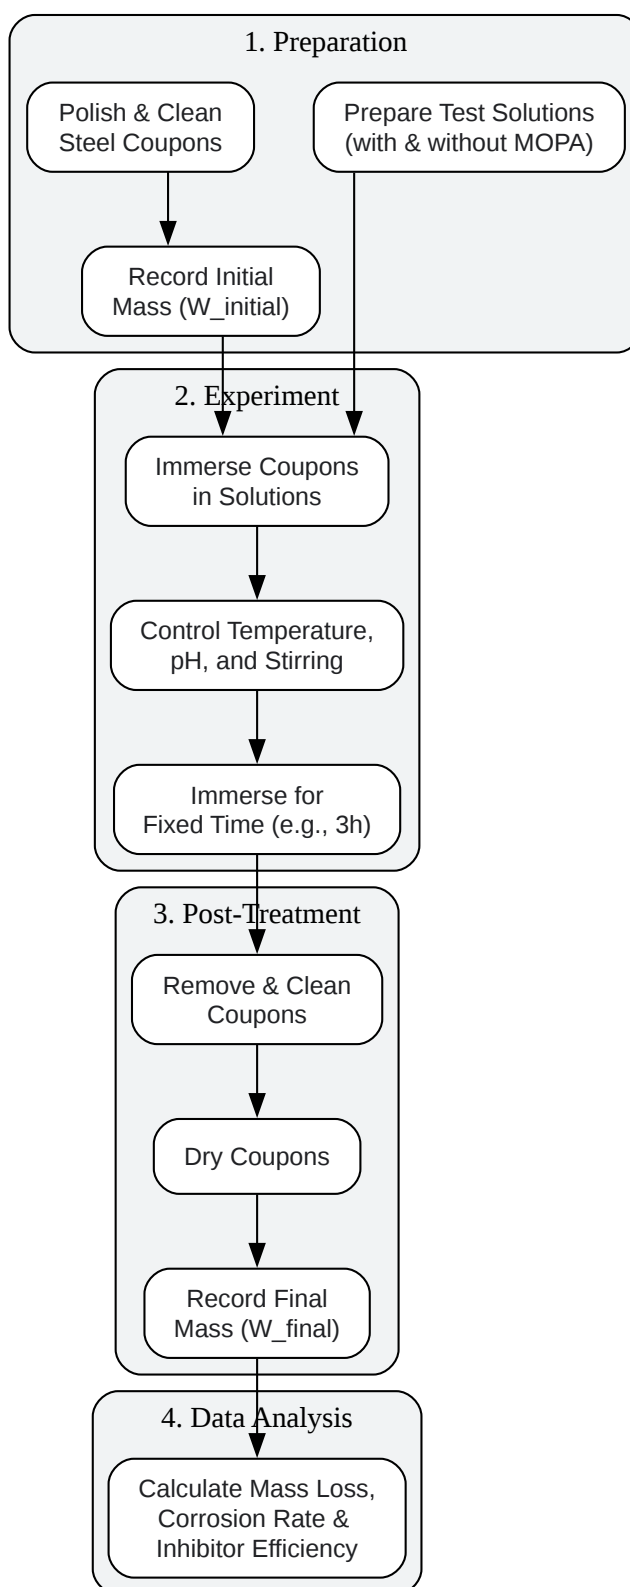 1. Preparation
Polish & Clean
Steel Coupons
Prepare Test Solutions
(with & without MOPA)
Record Initial
Mass (W_initial)
2. Experiment
Immerse Coupons
in Solutions
Control Temperature,
pH, and Stirring
Immerse for
Fixed Time (e.g., 3h)
3. Post-Treatment
Remove & Clean
Coupons
Dry Coupons
Record Final
Mass (W_final)
4. Data Analysis
Calculate Mass Loss,
Corrosion Rate &
Inhibitor Efficiency